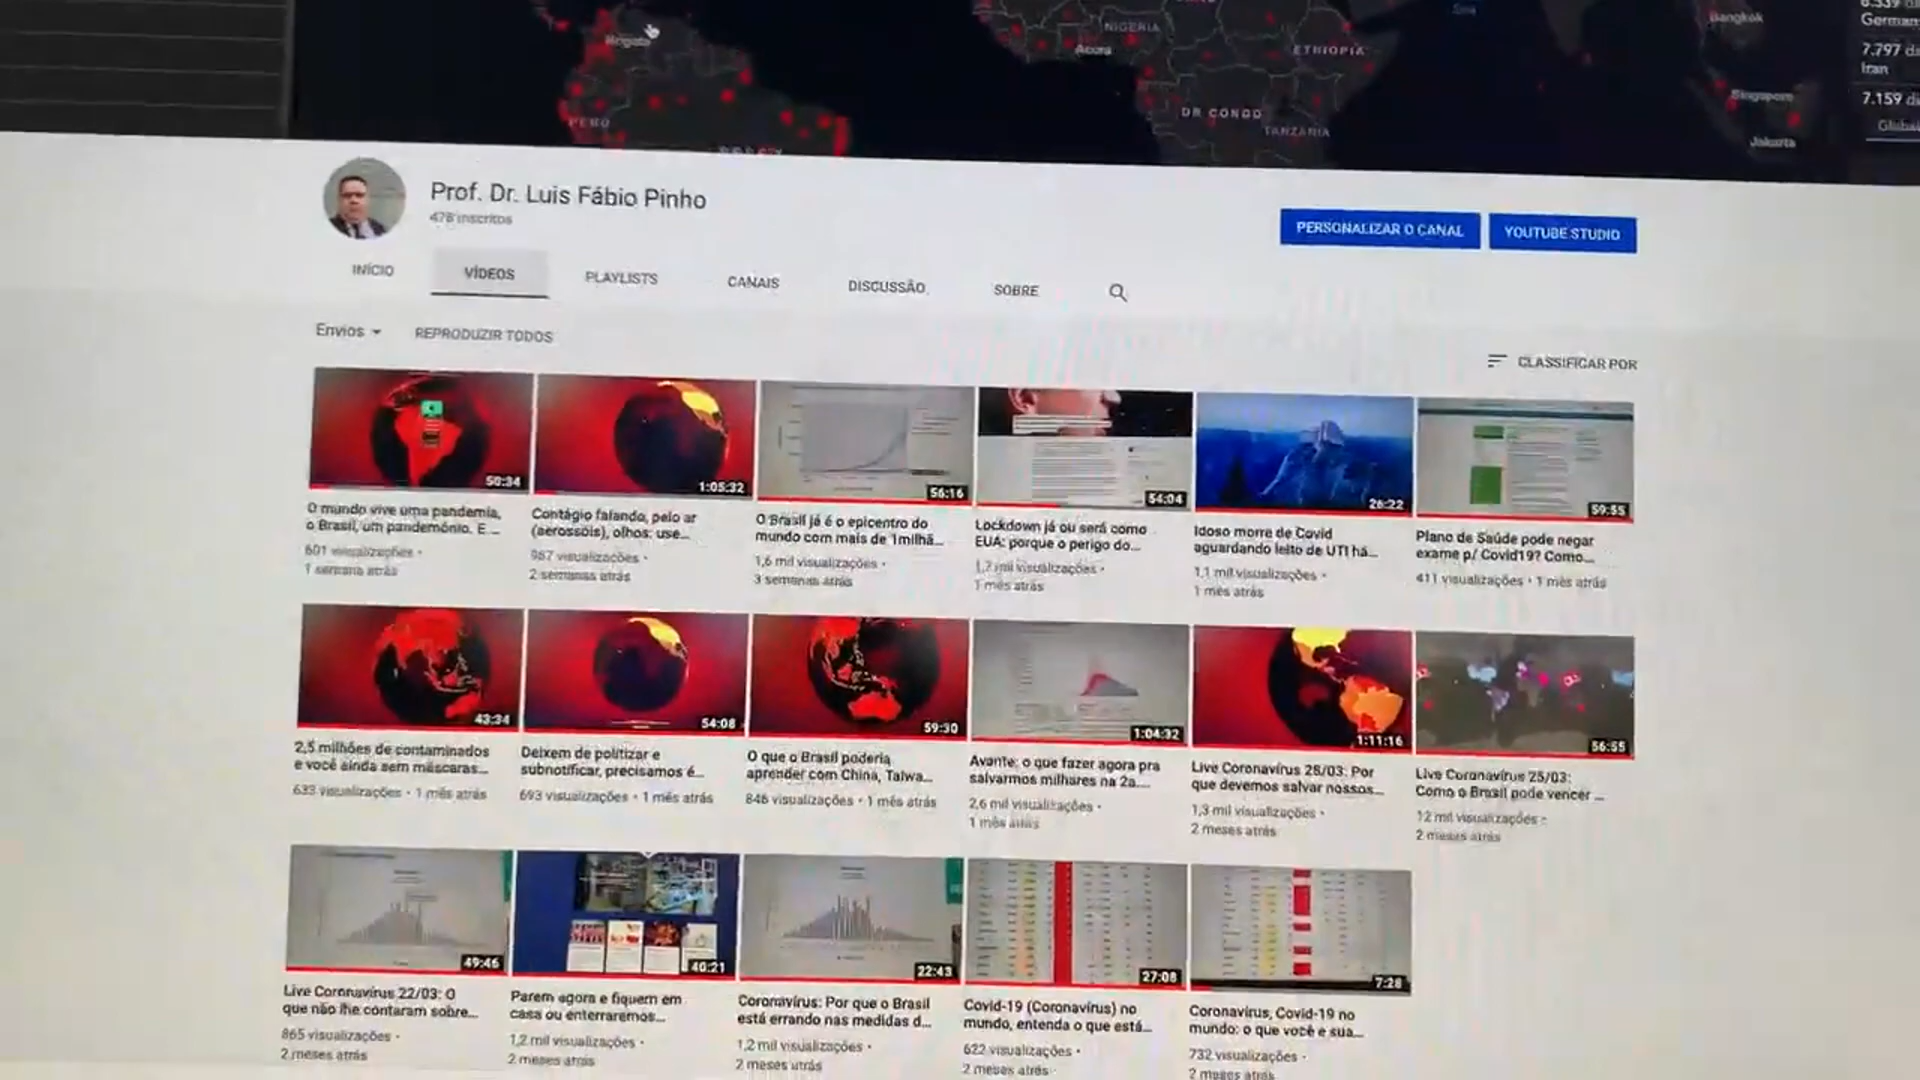 Bogota
NIGERIA
Accra
ETHIOPIA
DR CONGO
TANZANIA
PERU
Bangkok
Singapore
Jakarta
German
7.797 de
Iran
7.159 de
Global
Prof. Dr. Luis Fábio Pinho
478 inscritos
PERSONALIZAR O CANAL
YOUTUBE STUDIO
INÍCIO
VÍDEOS
PLAYLISTS
CANAIS
DISCUSSÃO
SOBRE
Envios
REPRODUZIR TODOS
CLASSIFICAR POR
50:34
1:05:32
56:16
54:04
26:22
59:55
O mundo vive uma pandemia,
o Brasil, um pandemônio. E ...
601 visualizações •
1 semana atrás
Contágio falando, pelo ar
(aerossóis), olhos: use...
967 visualizações •
2 semanas atrás
O Brasil já é o epicentro do
mundo com mais de 1milhã...
1,6 mil visualizações •
3 semanas atrás
Lockdown já ou será como
EUA: porque o perigo do...
1,7 mil visualizações •
1 mês atrás
Idoso morre de Covid
aguardando leito de UTI há...
1,1 mil visualizações •
1 mês atrás
Plano de Saúde pode negar
exame p/ Covid19? Como...
411 visualizações • 1 mês atrás
43:34
54:08
59:30
1:04:32
1:11:16
56:55
2,5 milhões de contaminados
e você ainda sem máscaras...
633 visualizações • 1 mês atrás
Deixem de politizar e
subnotificar, precisamos é...
693 visualizações • 1 mês atrás
O que o Brasil poderia
aprender com China, Taiwa...
846 visualizações • 1 mês atrás
Avante: o que fazer agora pra
salvarmos milhares na 2a....
2,6 mil visualizações •
1 mês atrás
Live Coronavírus 28/03: Por
que devemos salvar nossos...
1,3 mil visualizações •
2 meses atrás
Live Coronavírus 25/03:
Como o Brasil pode vencer ...
12 mil visualizações •
2 meses atrás
49:46
40:21
22:43
27:08
7:28
Live Coronavírus 22/03: O
que não lhe contaram sobre...
865 visualizações •
2 meses atrás
Parem agora e fiquem em
casa ou enterraremos...
1,2 mil visualizações •
2 meses atrás
Coronavírus: Por que o Brasil
está errando nas medidas d...
1,2 mil visualizações •
2 meses atrás
Covid-19 (Coronavírus) no
mundo, entenda o que está...
622 visualizações •
2 meses atrás
Coronavírus, Covid-19 no
mundo: o que você e sua...
732 visualizações •
2 meses atrás